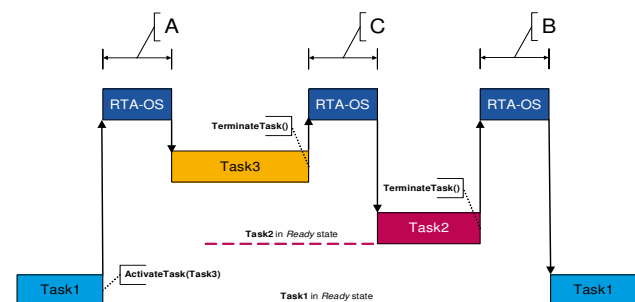 A
C
B
RTA-OS
RTA-OS
RTA-OS
TerminateTask()
Task3
TerminateTask()
Task2
Task2 in Ready state
Task1
ActivateTask(Task3)
Task1 in Ready state
Task1